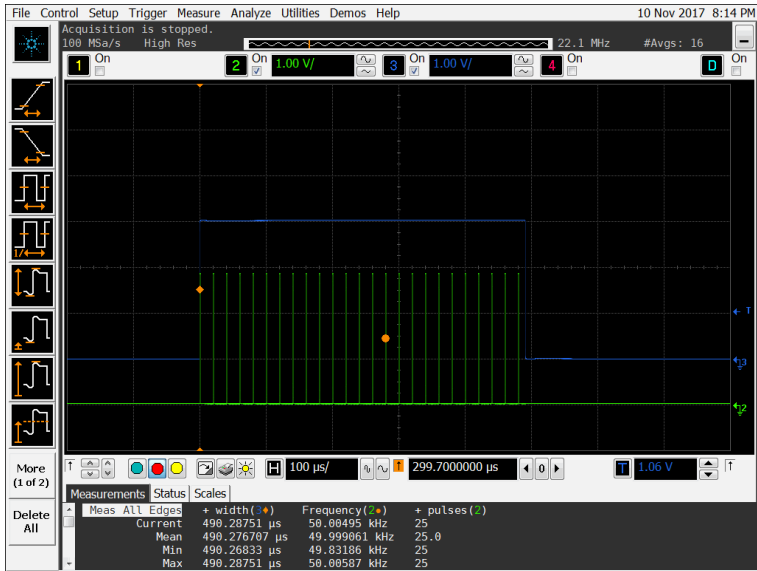 File Control Setup Trigger Measure Analyze Utilities Demos Help 10 Nov 2017 8:14 PM
Acquisition is stopped.
100 MSa/s High Res 22.1 MHz #Avgs: 16
1 On 2 On 1.00 V/ 3 On 1.00 V/ 4 On D On
1/
T
3
2
More
(1 of 2)
Delete
All
H 100 µs/ 299.7000000 µs 0 T 1.06 V
Measurements Status Scales
Meas All Edges + width(3♦) Frequency(2●) + pulses(2)
Current 490.28751 µs 50.00495 kHz 25
Mean 490.276707 µs 49.999061 kHz 25.0
Min 490.26833 µs 49.83186 kHz 25
Max 490.28751 µs 50.00587 kHz 25